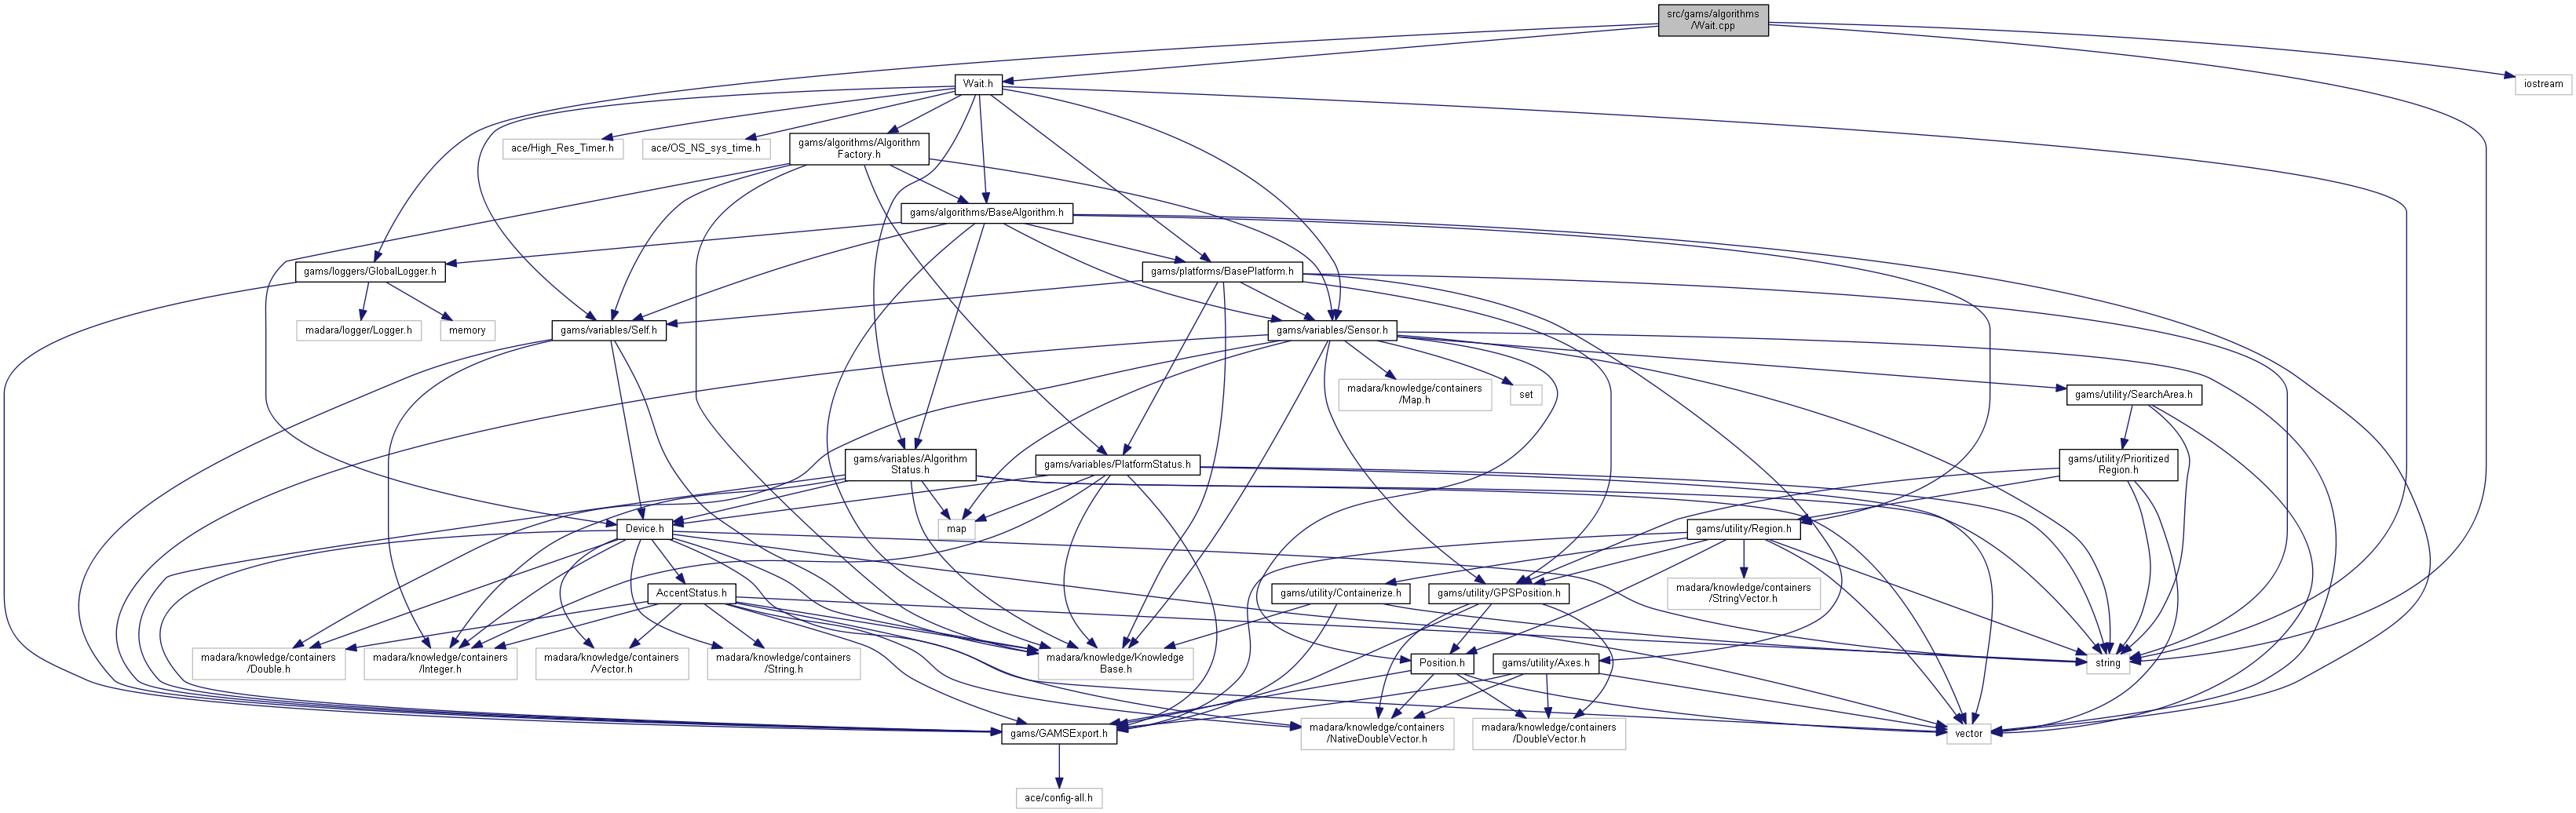 src/gams/algorithms
/Wait.cpp
Wait.h
iostream
ace/High_Res_Timer.h
ace/OS_NS_sys_time.h
gams/algorithms/Algorithm
Factory.h
gams/algorithms/BaseAlgorithm.h
gams/loggers/GlobalLogger.h
gams/platforms/BasePlatform.h
madara/logger/Logger.h
memory
gams/variables/Self.h
gams/variables/Sensor.h
madara/knowledge/containers
/Map.h
set
gams/utility/SearchArea.h
gams/variables/Algorithm
Status.h
gams/variables/PlatformStatus.h
gams/utility/Prioritized
Region.h
Device.h
map
gams/utility/Region.h
AccentStatus.h
gams/utility/Containerize.h
gams/utility/GPSPosition.h
madara/knowledge/containers
/StringVector.h
madara/knowledge/containers
/Double.h
madara/knowledge/containers
/Integer.h
madara/knowledge/containers
/Vector.h
madara/knowledge/containers
/String.h
madara/knowledge/Knowledge
Base.h
Position.h
gams/utility/Axes.h
string
gams/GAMSExport.h
madara/knowledge/containers
/NativeDoubleVector.h
madara/knowledge/containers
/DoubleVector.h
vector
ace/config-all.h